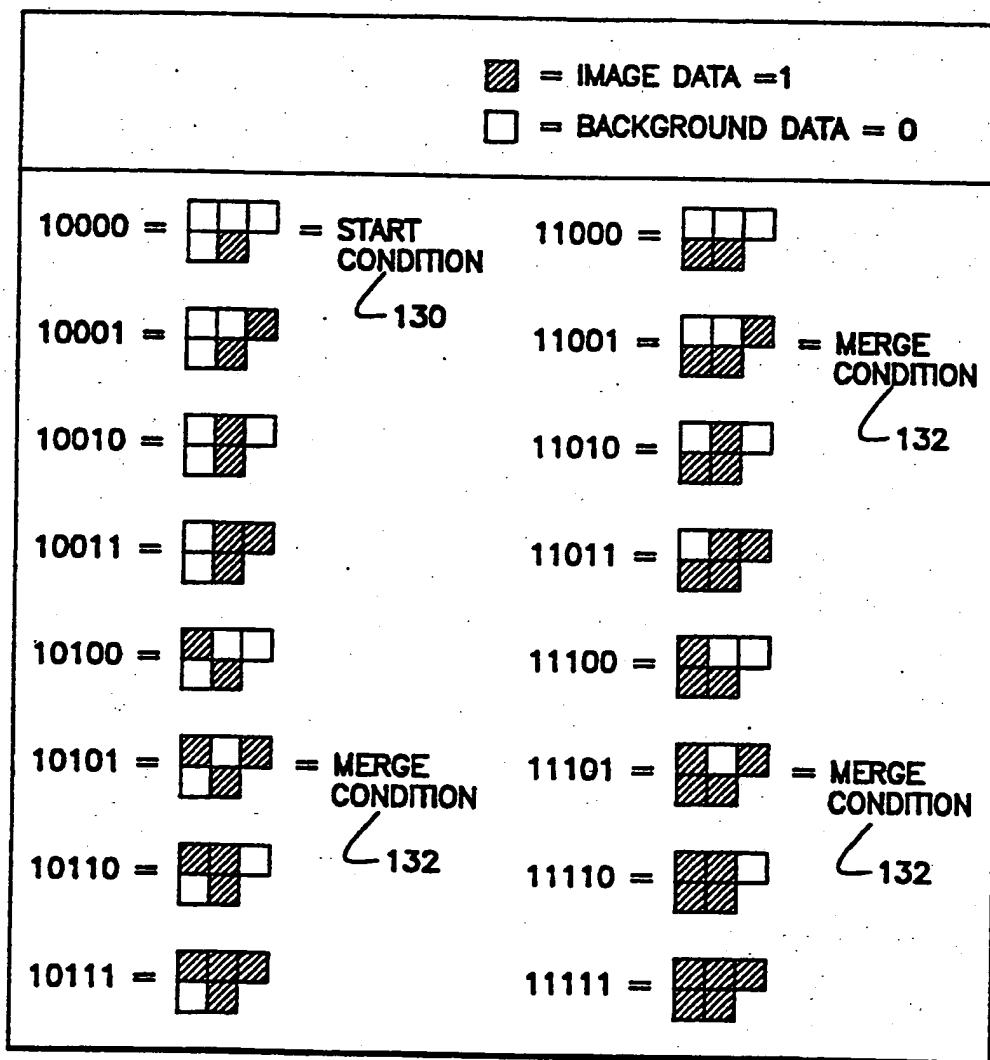 = IMAGE DATA =1
= BACKGROUND DATA = 0
10000 = = START CONDITION
130
10001 =
10010 =
10011 =
10100 =
10101 = = MERGE CONDITION
132
10110 =
10111 =
11000 =
11001 = = MERGE CONDITION
132
11010 =
11011 =
11100 =
11101 = = MERGE CONDITION
132
11110 =
11111 =